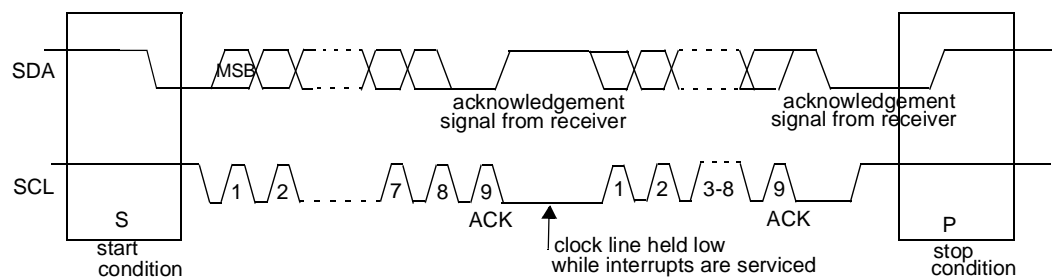 SDA
MSB
acknowledgement
signal from receiver
acknowledgement
signal from receiver
SCL
1
2
7
8
9
1
2
3-8
9
S
ACK
ACK
P
start
condition
clock line held low
while interrupts are serviced
stop
condition